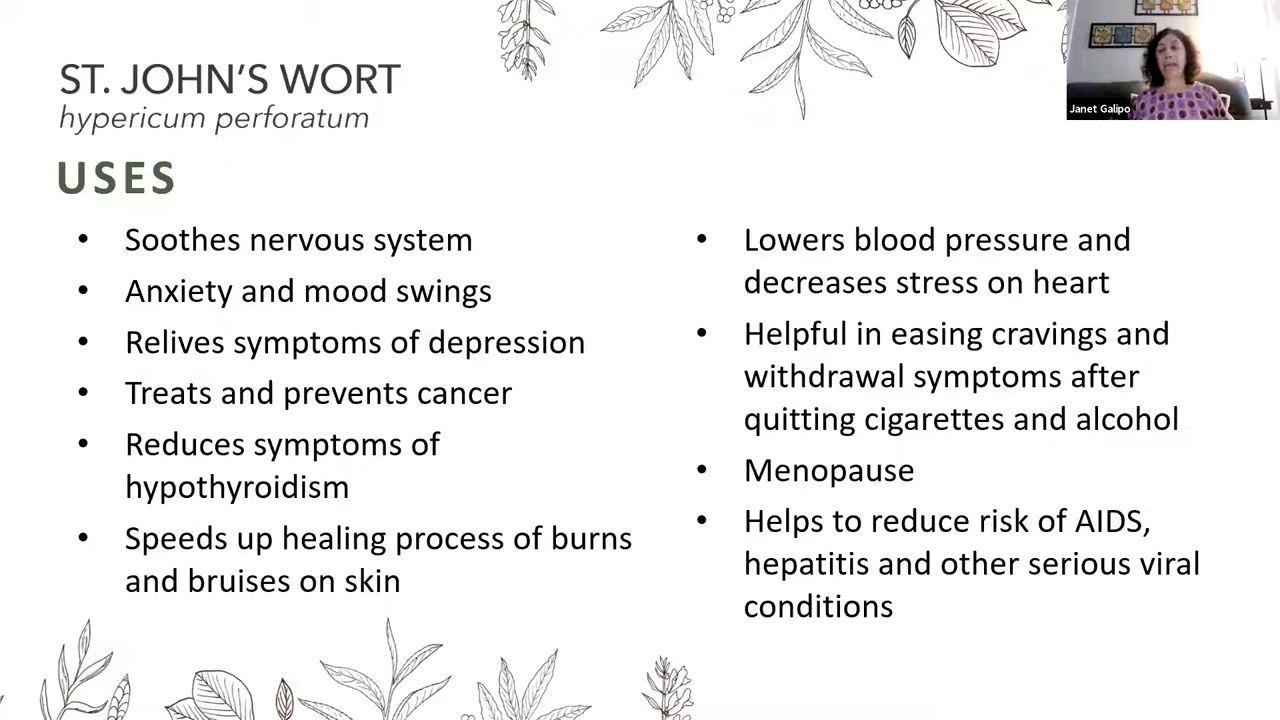 ST. JOHN'S WORT
hypericum perforatum
USES
• Soothes nervous system
• Anxiety and mood swings
• Relives symptoms of depression
• Treats and prevents cancer
• Reduces symptoms of
hypothyroidism
• Speeds up healing process of burns
and bruises on skin
• Lowers blood pressure and
decreases stress on heart
• Helpful in easing cravings and
withdrawal symptoms after
quitting cigarettes and alcohol
• Menopause
• Helps to reduce risk of AIDS,
hepatitis and other serious viral
conditions
Janet Galipo